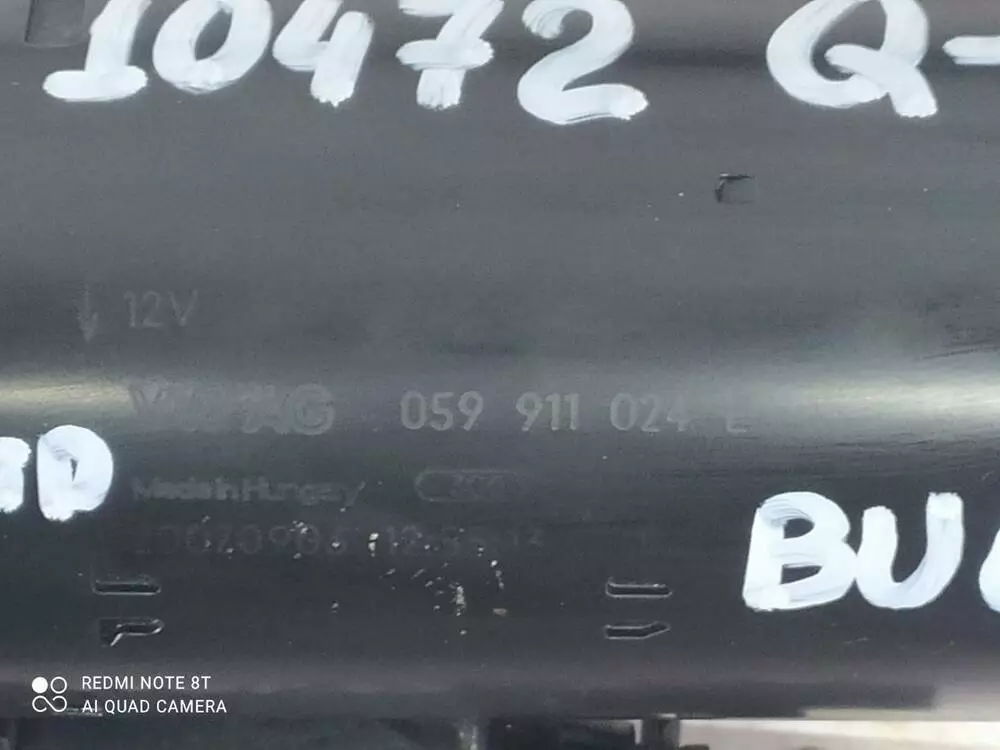 10472 Q-
12V
VW AG 059 911 024 E
Made in Hungary
BU
REDMI NOTE 8T
AI QUAD CAMERA